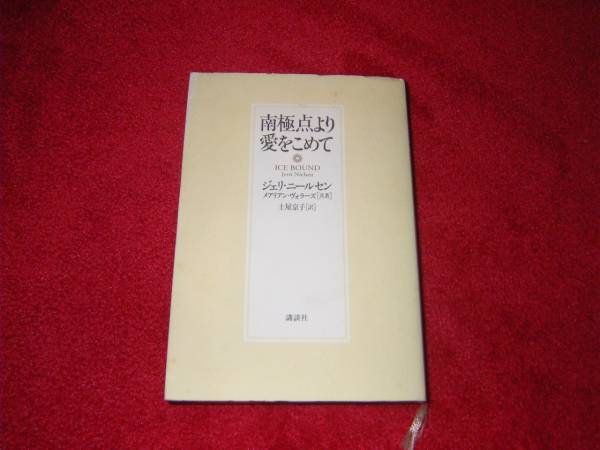 南極点より
愛をこめて
ICE BOUND
Jerri Nielsen
ジェリ・ニールセン
メアリアン・ヴォラーズ[共著]
土屋京子[訳]
講談社